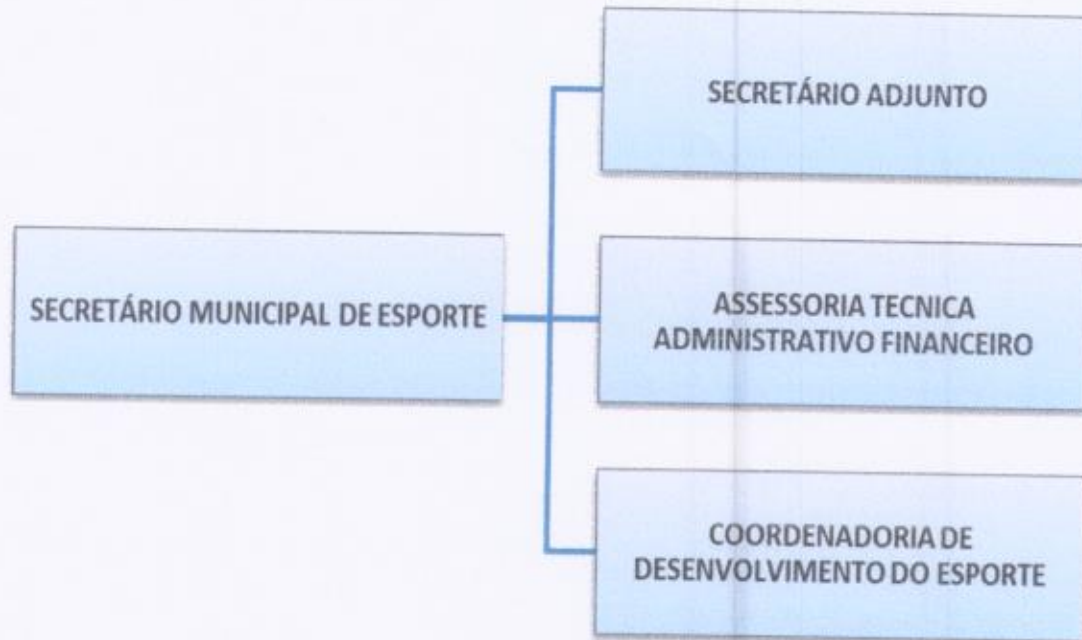 SECRETÁRIO ADJUNTO
SECRETÁRIO MUNICIPAL DE ESPORTE
ASSESSORIA TECNICA
ADMINISTRATIVO FINANCEIRO
COORDENADORIA DE
DESENVOLVIMENTO DO ESPORTE